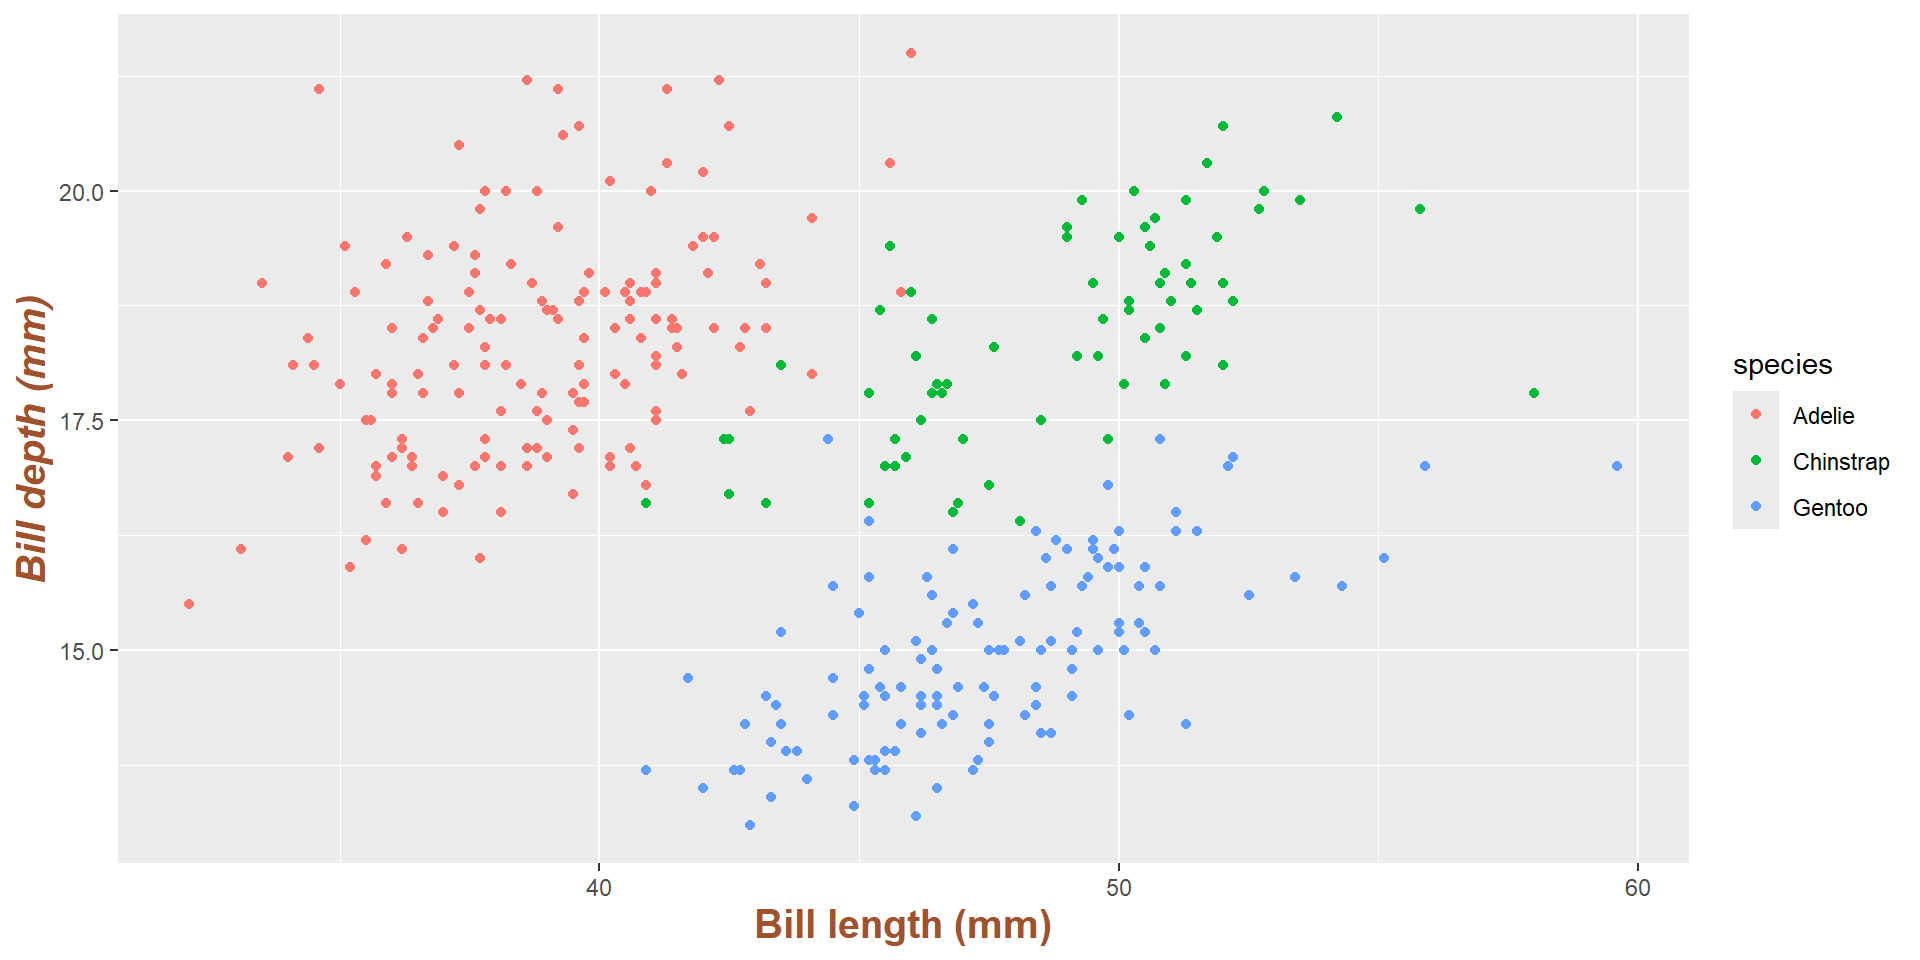 20.0
17.5
15.0
Bill depth (mm)
40
50
60
Bill length (mm)
species
Adelie
Chinstrap
Gentoo